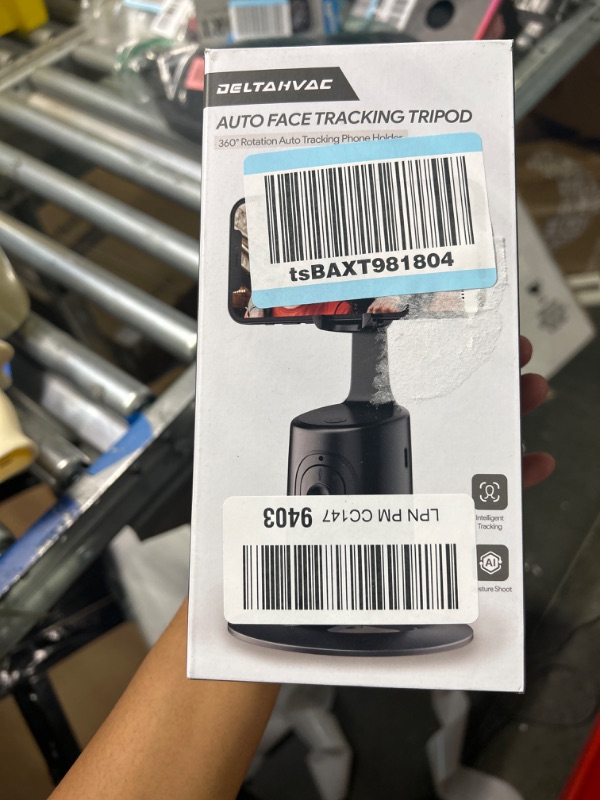 DELTAHVAC
AUTO FACE TRACKING TRIPOD
360° Rotation Auto Tracking Phone Holder
tsBAXT981804
LPN PM CC147 9403
Intelligent
Tracking
AI
esture Shoot